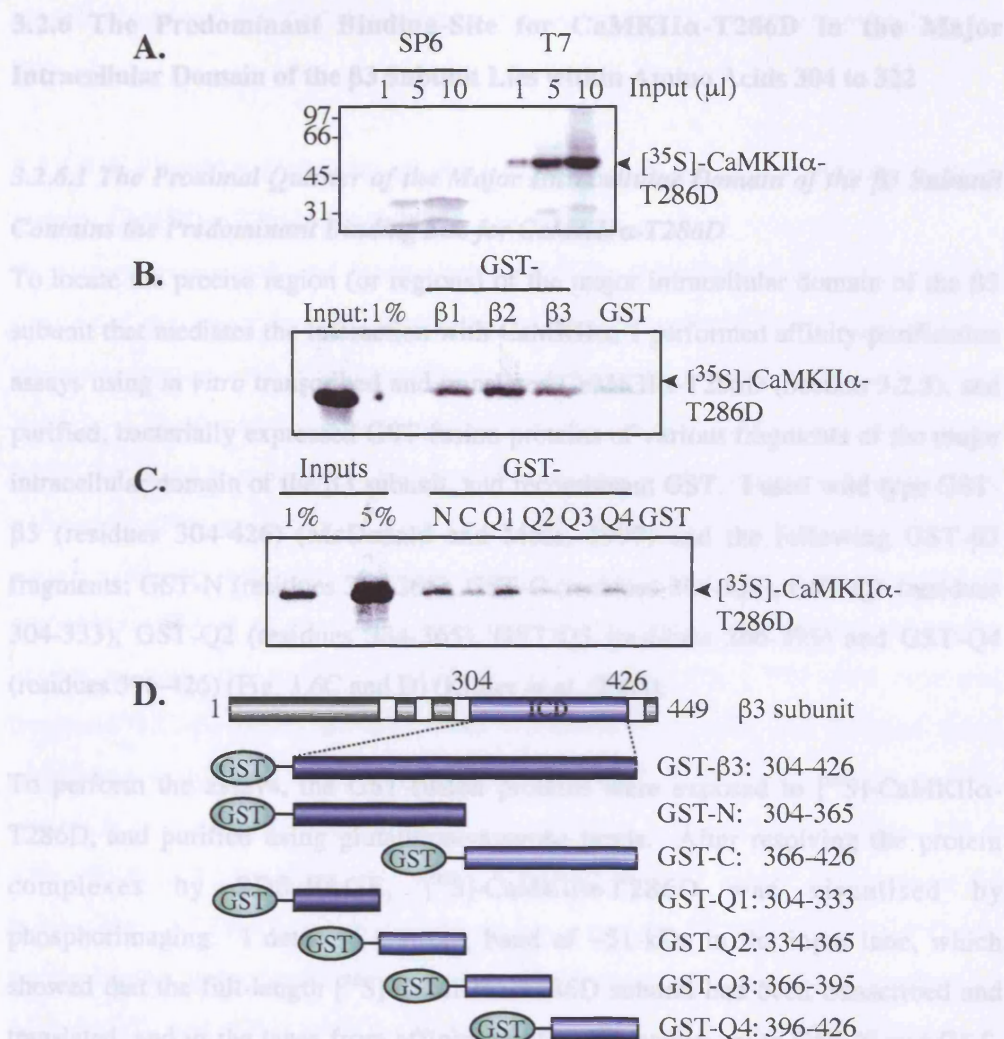 3.2.6 The Predominant Binding-Site for CaMKIIα-T286D in the Major
Intracellular Domain of the β3 Subunit Lies within Amino Acids 304 to 322
A.
SP6 T7
1 5 10 1 5 10 Input (µl)
97-
66-
45-
31-
[³⁵S]-CaMKIIα-
T286D
3.2.6.1 The Proximal Quarter of the Major Intracellular Domain of the β3 Subunit
Contains the Predominant Binding Site for CaMKIIα-T286D
To locate the precise region (or regions) of the major intracellular domain of the β3
B.
GST-
Input:1% β1 β2 β3 GST
[³⁵S]-CaMKIIα-
T286D
subunit that mediates the interaction with CaMKIIα, I performed affinity-purification
assays using in vitro transcribed and
purified, bacterially expressed GST fusion proteins of various fragments of the major
intracellular domain of the β3 subunit, and recombinant GST. I used wild type GST-
C.
Inputs GST-
1% 5% N C Q1 Q2 Q3 Q4 GST
[³⁵S]-CaMKIIα-
T286D
β3 (residues 304-426) and the following GST-β3
fragments: GST-N (residues
304-333), GST-Q2 (residues 334-365), GST-Q3 (residues 366-395) and GST-Q4
(residues 396-426) (Fig. 3.6C and D)
D.
304 426
1 ICD 449 β3 subunit
GST GST-β3: 304-426
GST GST-N: 304-365
GST GST-C: 366-426
GST GST-Q1: 304-333
GST GST-Q2: 334-365
GST GST-Q3: 366-395
GST GST-Q4: 396-426
To perform the assays, the GST fusion proteins were exposed to [³⁵S]-CaMKIIα-
T286D, and purified using beads. After resolving the protein
complexes by SDS-PAGE, [³⁵S]-CaMKIIα-T286D was visualised by
phosphorimaging. I band of ~51 kDa in the input lane, which
showed that the full-length subunit had been transcribed and